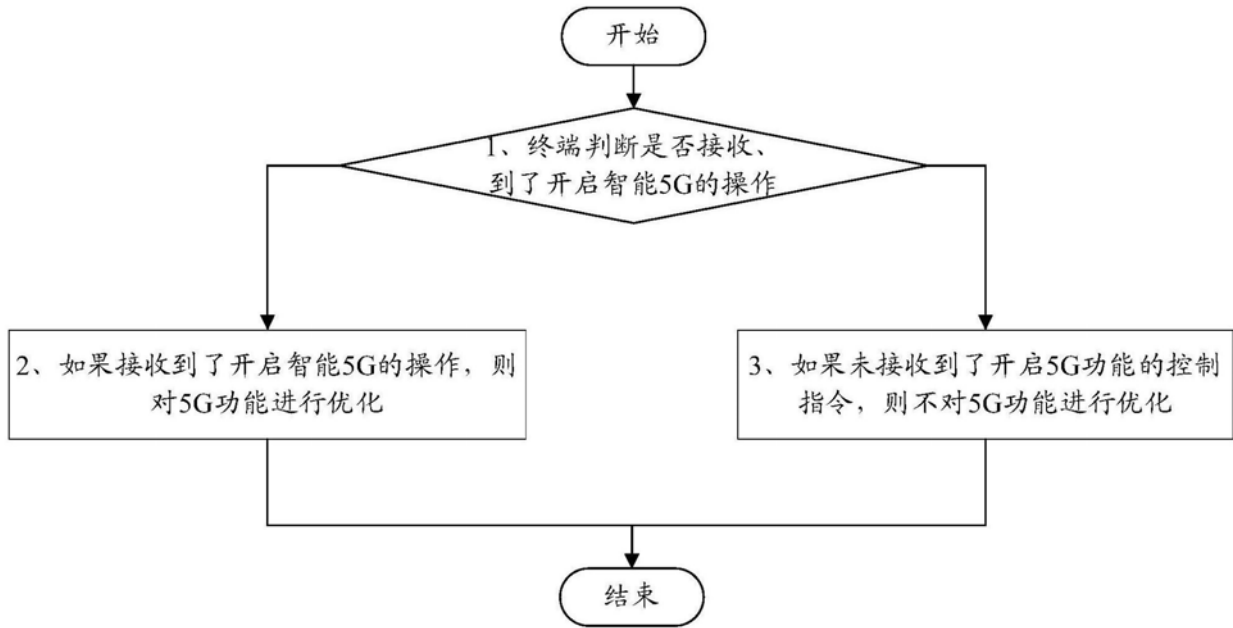 开始
1、终端判断是否接收、
到了开启智能5G的操作
2、如果接收到了开启智能5G的操作，则
对5G功能进行优化
3、如果未接收到了开启5G功能的控制
指令，则不对5G功能进行优化
结束